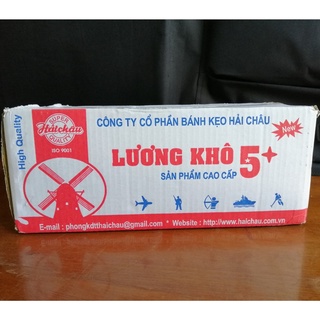 High Quality
SUPER
Haichau
QUALITY
ISO 9001
CÔNG TY CỔ PHẦN BÁNH KẸO HẢI CHÂU
New
LƯƠNG KHÔ 5+
SẢN PHẨM CAO CẤP
E-mail : phongkdtthaichau@gmail.com * Website : http://www.haichau.com.vn